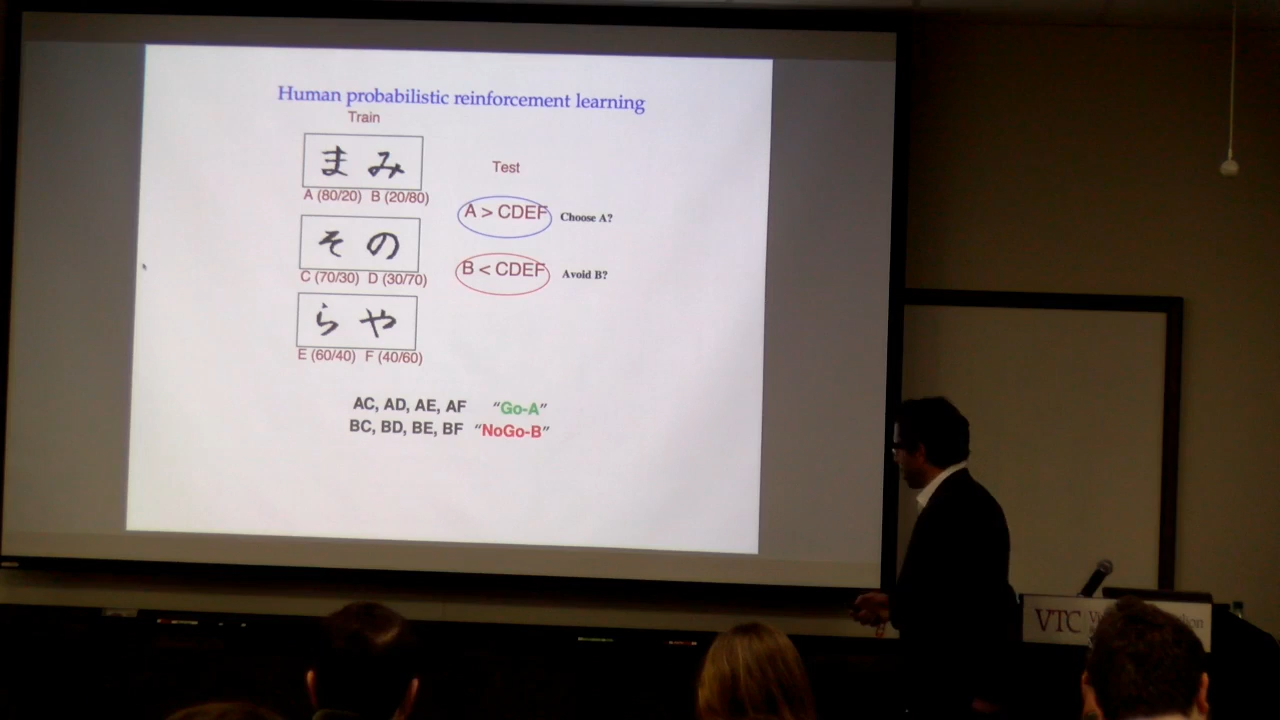 Human probabilistic reinforcement learning
Train
まみ
A (80/20) B (20/80)
その
C (70/30) D (30/70)
らや
E (60/40) F (40/60)
Test
A > CDEF Choose A?
B < CDEF Avoid B?
AC, AD, AE, AF “Go-A”
BC, BD, BE, BF “NoGo-B”
VTC